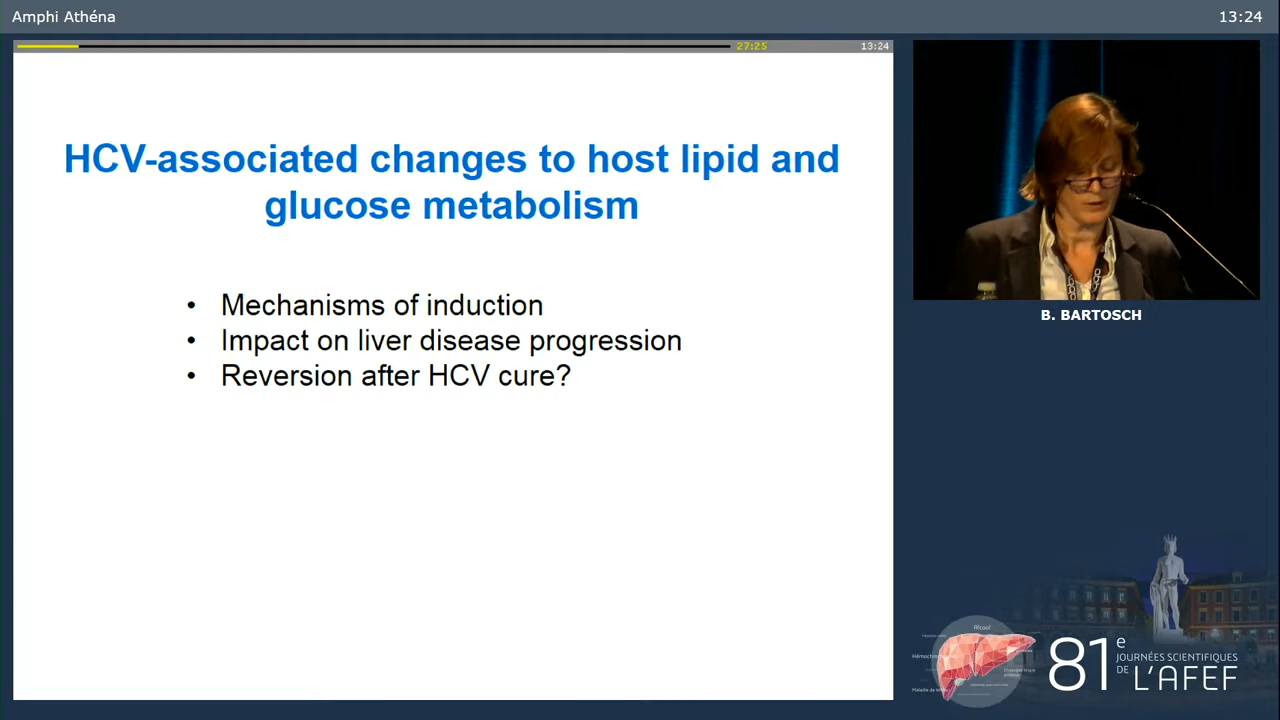 Amphi Athéna
13:24
27:25
13:24
HCV-associated changes to host lipid and
glucose metabolism
• Mechanisms of induction
• Impact on liver disease progression
• Reversion after HCV cure?
B. BARTOSCH
Alcool
81e
JOURNÉES SCIENTIFIQUES
DE L'AFEF